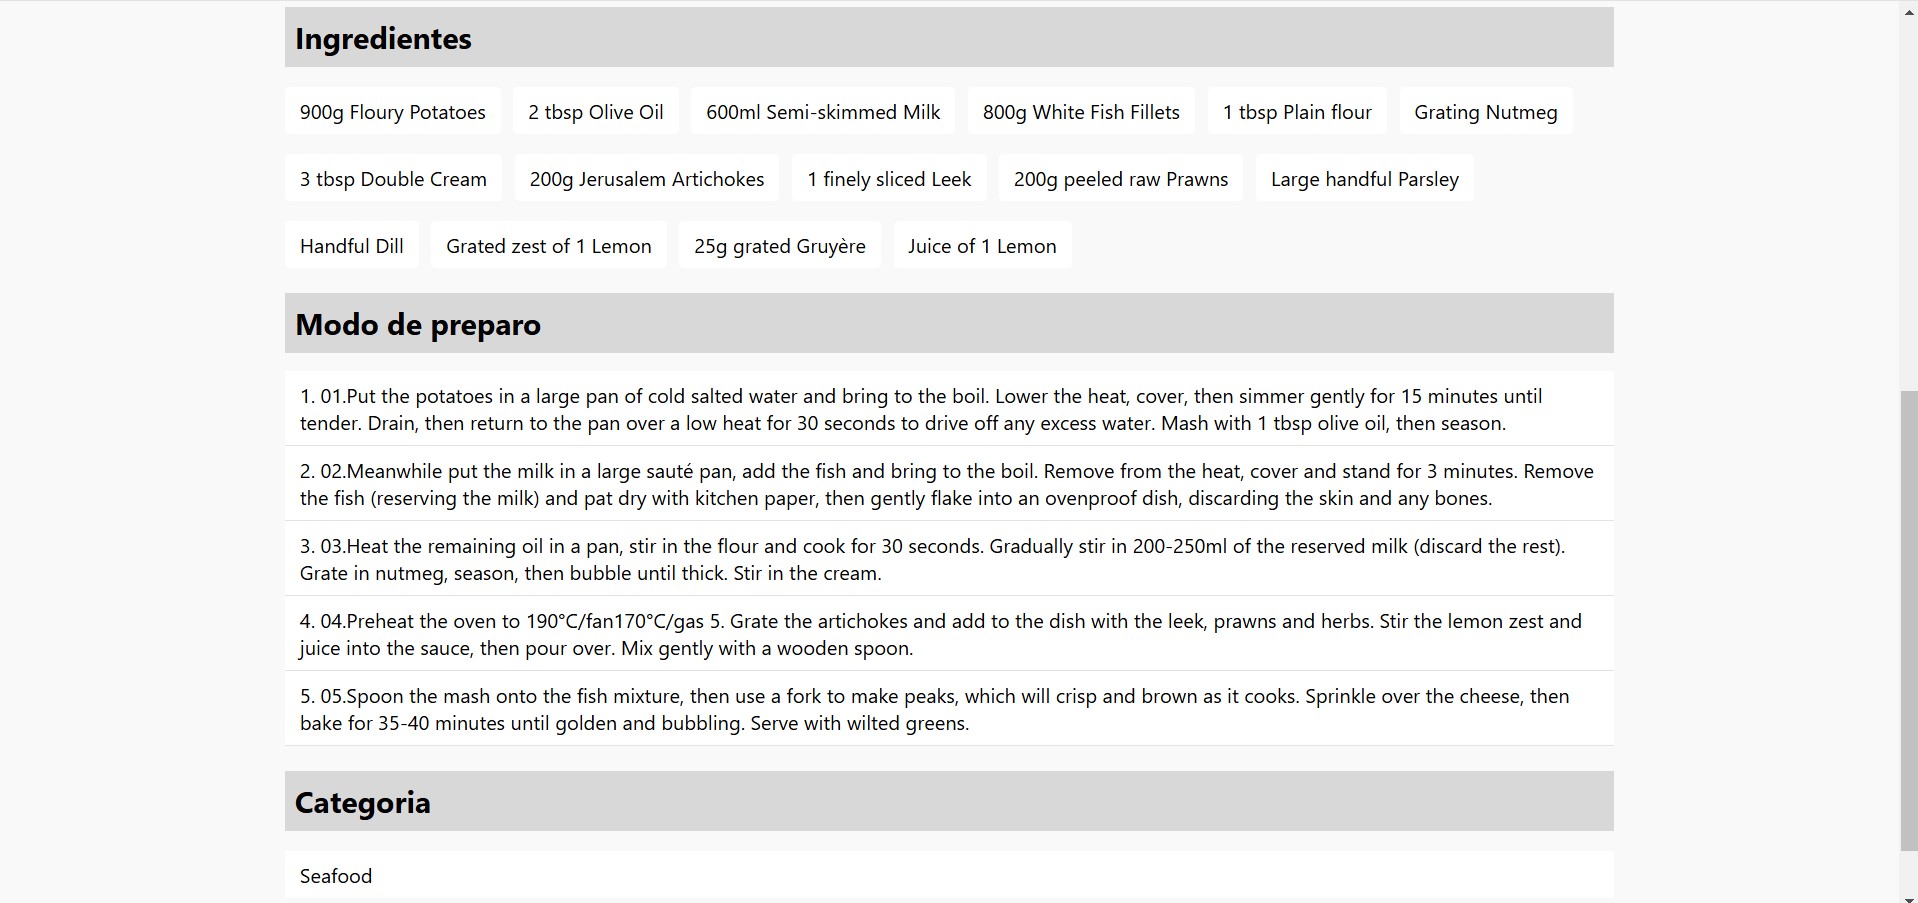 Ingredientes
900g Floury Potatoes 2 tbsp Olive Oil 600ml Semi-skimmed Milk 800g White Fish Fillets 1 tbsp Plain flour Grating Nutmeg
3 tbsp Double Cream 200g Jerusalem Artichokes 1 finely sliced Leek 200g peeled raw Prawns Large handful Parsley
Handful Dill Grated zest of 1 Lemon 25g grated Gruyère Juice of 1 Lemon
Modo de preparo
1. 01.Put the potatoes in a large pan of cold salted water and bring to the boil. Lower the heat, cover, then simmer gently for 15 minutes until
tender. Drain, then return to the pan over a low heat for 30 seconds to drive off any excess water. Mash with 1 tbsp olive oil, then season.
2. 02.Meanwhile put the milk in a large sauté pan, add the fish and bring to the boil. Remove from the heat, cover and stand for 3 minutes. Remove
the fish (reserving the milk) and pat dry with kitchen paper, then gently flake into an ovenproof dish, discarding the skin and any bones.
3. 03.Heat the remaining oil in a pan, stir in the flour and cook for 30 seconds. Gradually stir in 200-250ml of the reserved milk (discard the rest).
Grate in nutmeg, season, then bubble until thick. Stir in the cream.
4. 04.Preheat the oven to 190°C/fan170°C/gas 5. Grate the artichokes and add to the dish with the leek, prawns and herbs. Stir the lemon zest and
juice into the sauce, then pour over. Mix gently with a wooden spoon.
5. 05.Spoon the mash onto the fish mixture, then use a fork to make peaks, which will crisp and brown as it cooks. Sprinkle over the cheese, then
bake for 35-40 minutes until golden and bubbling. Serve with wilted greens.
Categoria
Seafood